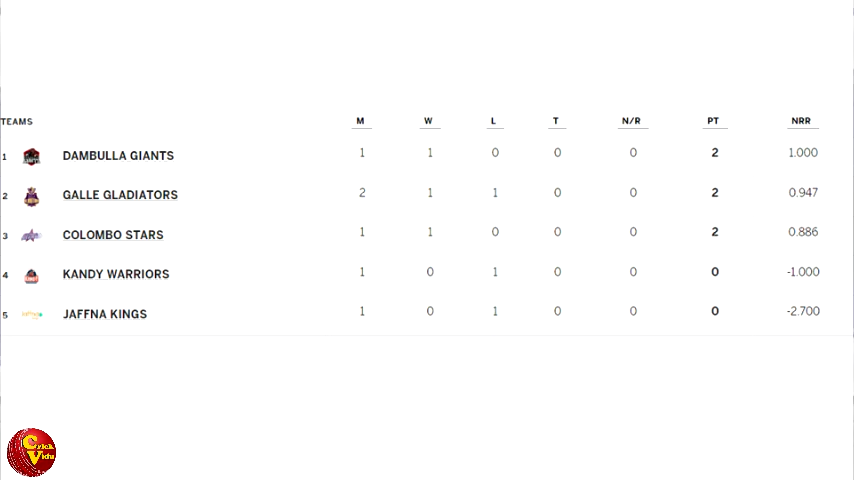 TEAMS M W L T N/R PT NRR
1 DAMBULLA GIANTS 1 1 0 0 0 2 1.000
2 GALLE GLADIATORS 2 1 1 0 0 2 0.947
3 COLOMBO STARS 1 1 0 0 0 2 0.886
4 KANDY WARRIORS 1 0 1 0 0 0 -1.000
5 JAFFNA KINGS 1 0 1 0 0 0 -2.700
Crick
Vids